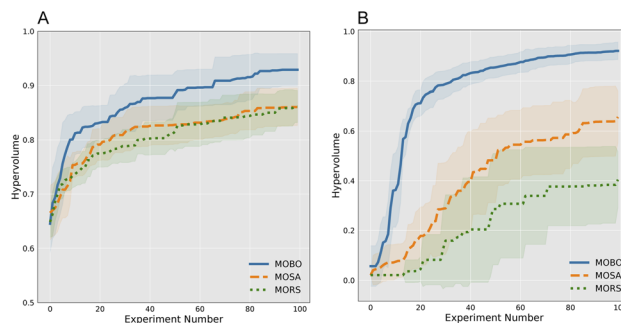 A
1.0
0.9
0.8
0.7
0.6
0.5
Hypervolume
0 20 40 60 80 100
Experiment Number
MOBO
MOSA
MORS
B
1.0
0.8
0.6
0.4
0.2
0.0
Hypervolume
0 20 40 60 80 100
Experiment Number
MOBO
MOSA
MORS